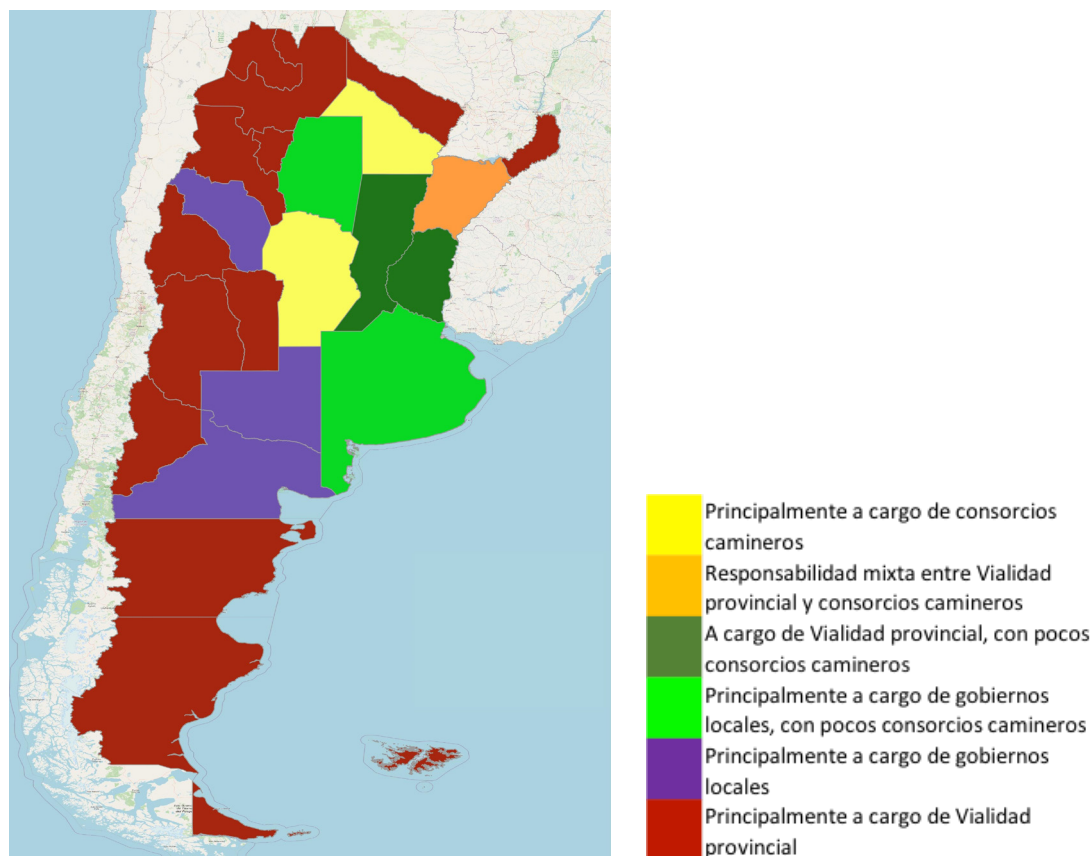 Principalmente a cargo de consorcios
camineros
Responsabilidad mixta entre Vialidad
provincial y consorcios camineros
A cargo de Vialidad provincial, con pocos
consorcios camineros
Principalmente a cargo de gobiernos
locales, con pocos consorcios camineros
Principalmente a cargo de gobiernos
locales
Principalmente a cargo de Vialidad
provincial